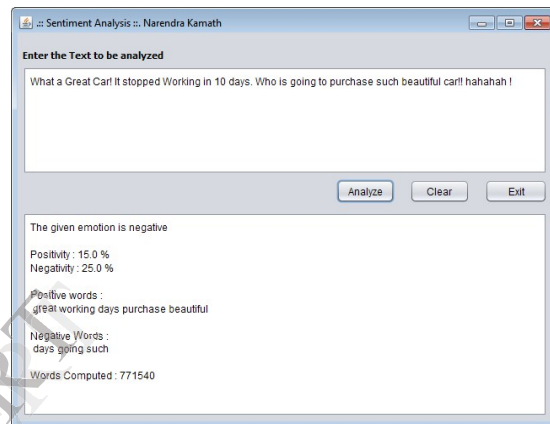 .:: Sentiment Analysis ::. Narendra Kamath
Enter the Text to be analyzed
What a Great Car! It stopped Working in 10 days. Who is going to purchase such beautiful car!! hahahah !
Analyze Clear Exit
The given emotion is negative
Positivity : 15.0 %
Negativity : 25.0 %
Positive words :
great working days purchase beautiful
Negative Words :
days going such
Words Computed : 771540
RT